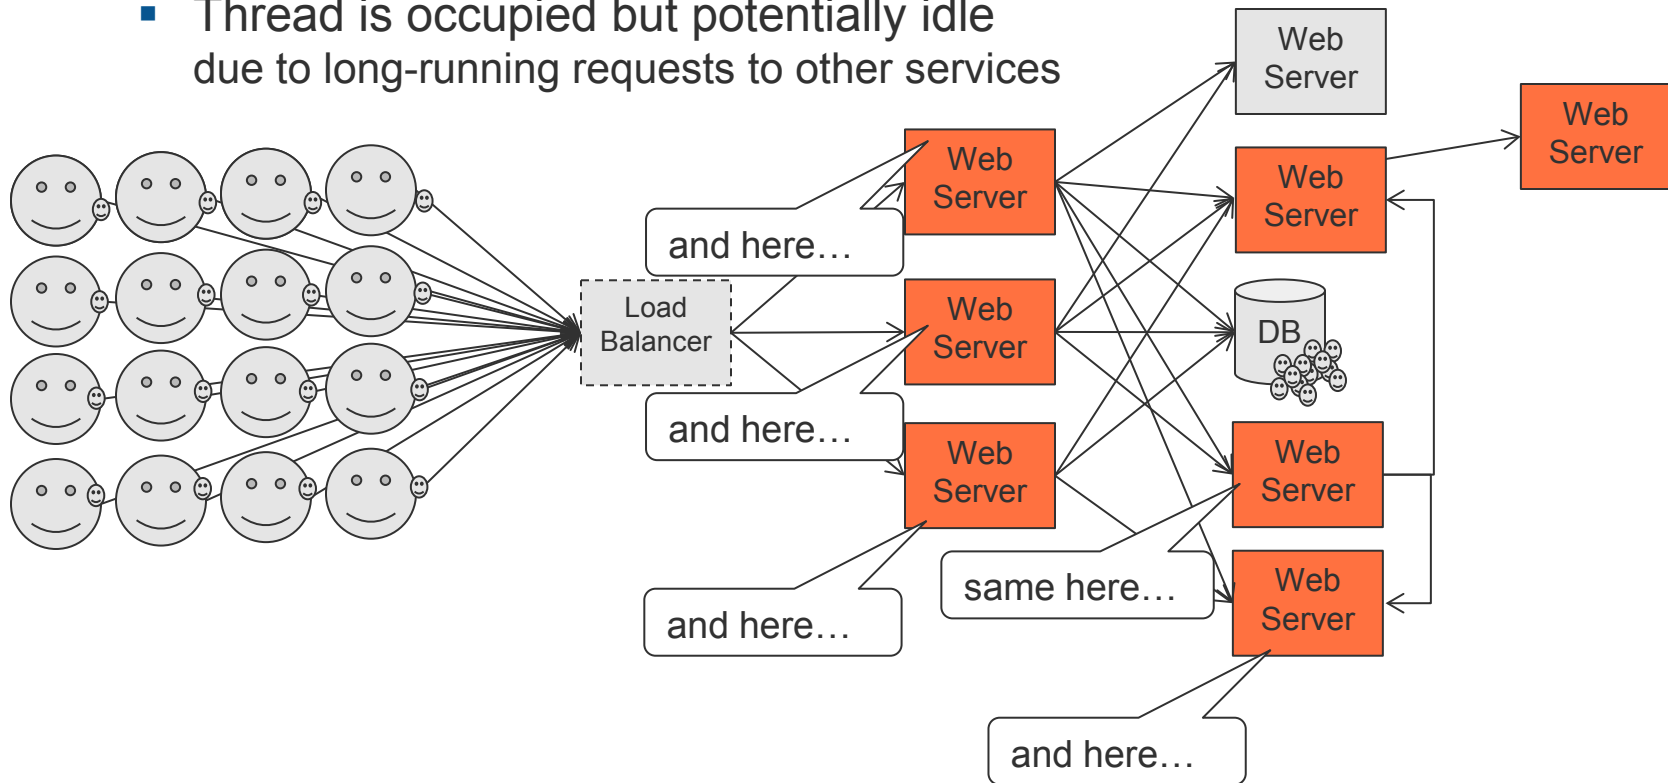 Thread is occupied but potentially idle
due to long-running requests to other services
Web
Server
Web
Server
Web
Server
Web
Server
and here…
Load
Balancer
Web
Server
DB
and here…
Web
Server
Web
Server
same here…
Web
Server
and here…
and here…